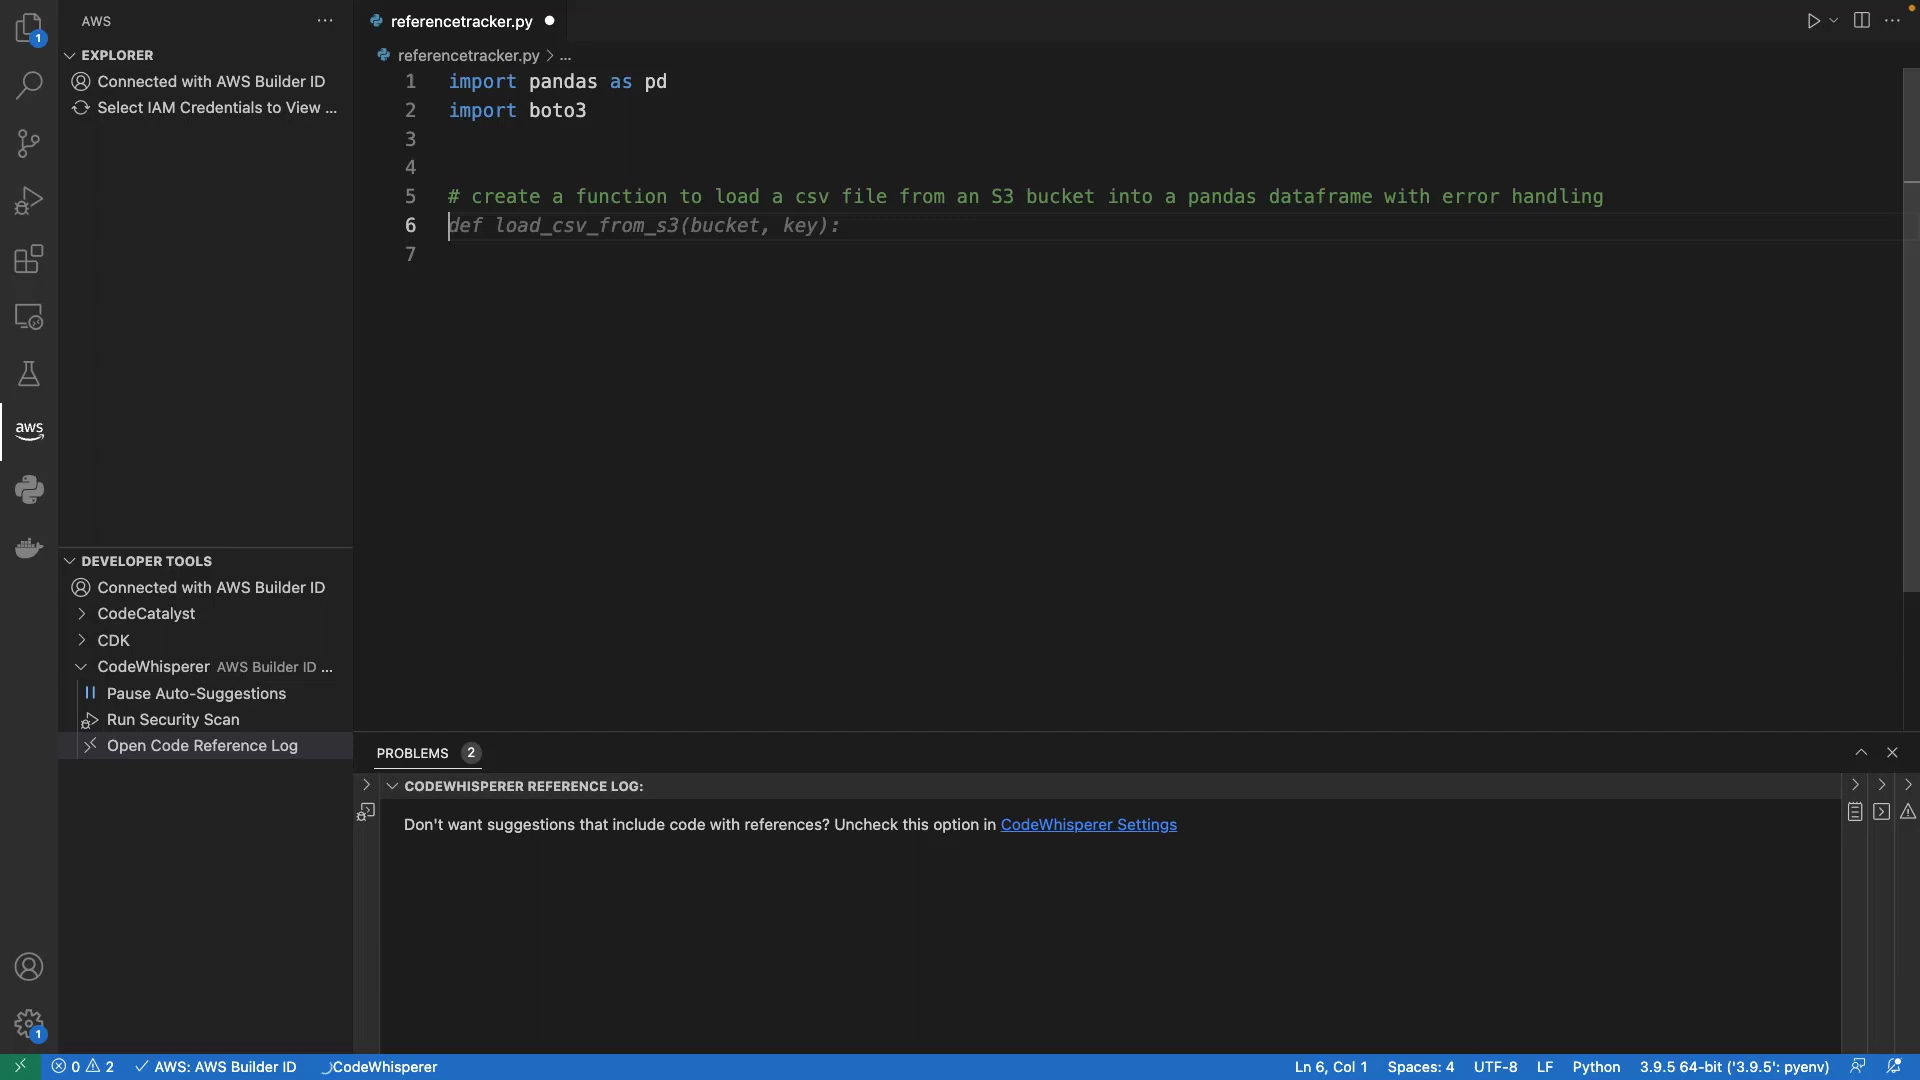 AWS
referencetracker.py
EXPLORER
referencetracker.py > ...
Connected with AWS Builder ID
Select IAM Credentials to View ...
1 import pandas as pd
2 import boto3
3
4
5 # create a function to load a csv file from an S3 bucket into a pandas dataframe with error handling
6 def load_csv_from_s3(bucket, key):
7
aws
DEVELOPER TOOLS
Connected with AWS Builder ID
CodeCatalyst
CDK
CodeWhisperer AWS Builder ID ...
Pause Auto-Suggestions
Run Security Scan
Open Code Reference Log
PROBLEMS 2
CODEWHISPERER REFERENCE LOG:
Don't want suggestions that include code with references? Uncheck this option in CodeWhisperer Settings
1
1
0 2 AWS: AWS Builder ID CodeWhisperer Ln 6, Col 1 Spaces: 4 UTF-8 LF Python 3.9.5 64-bit ('3.9.5': pyenv)